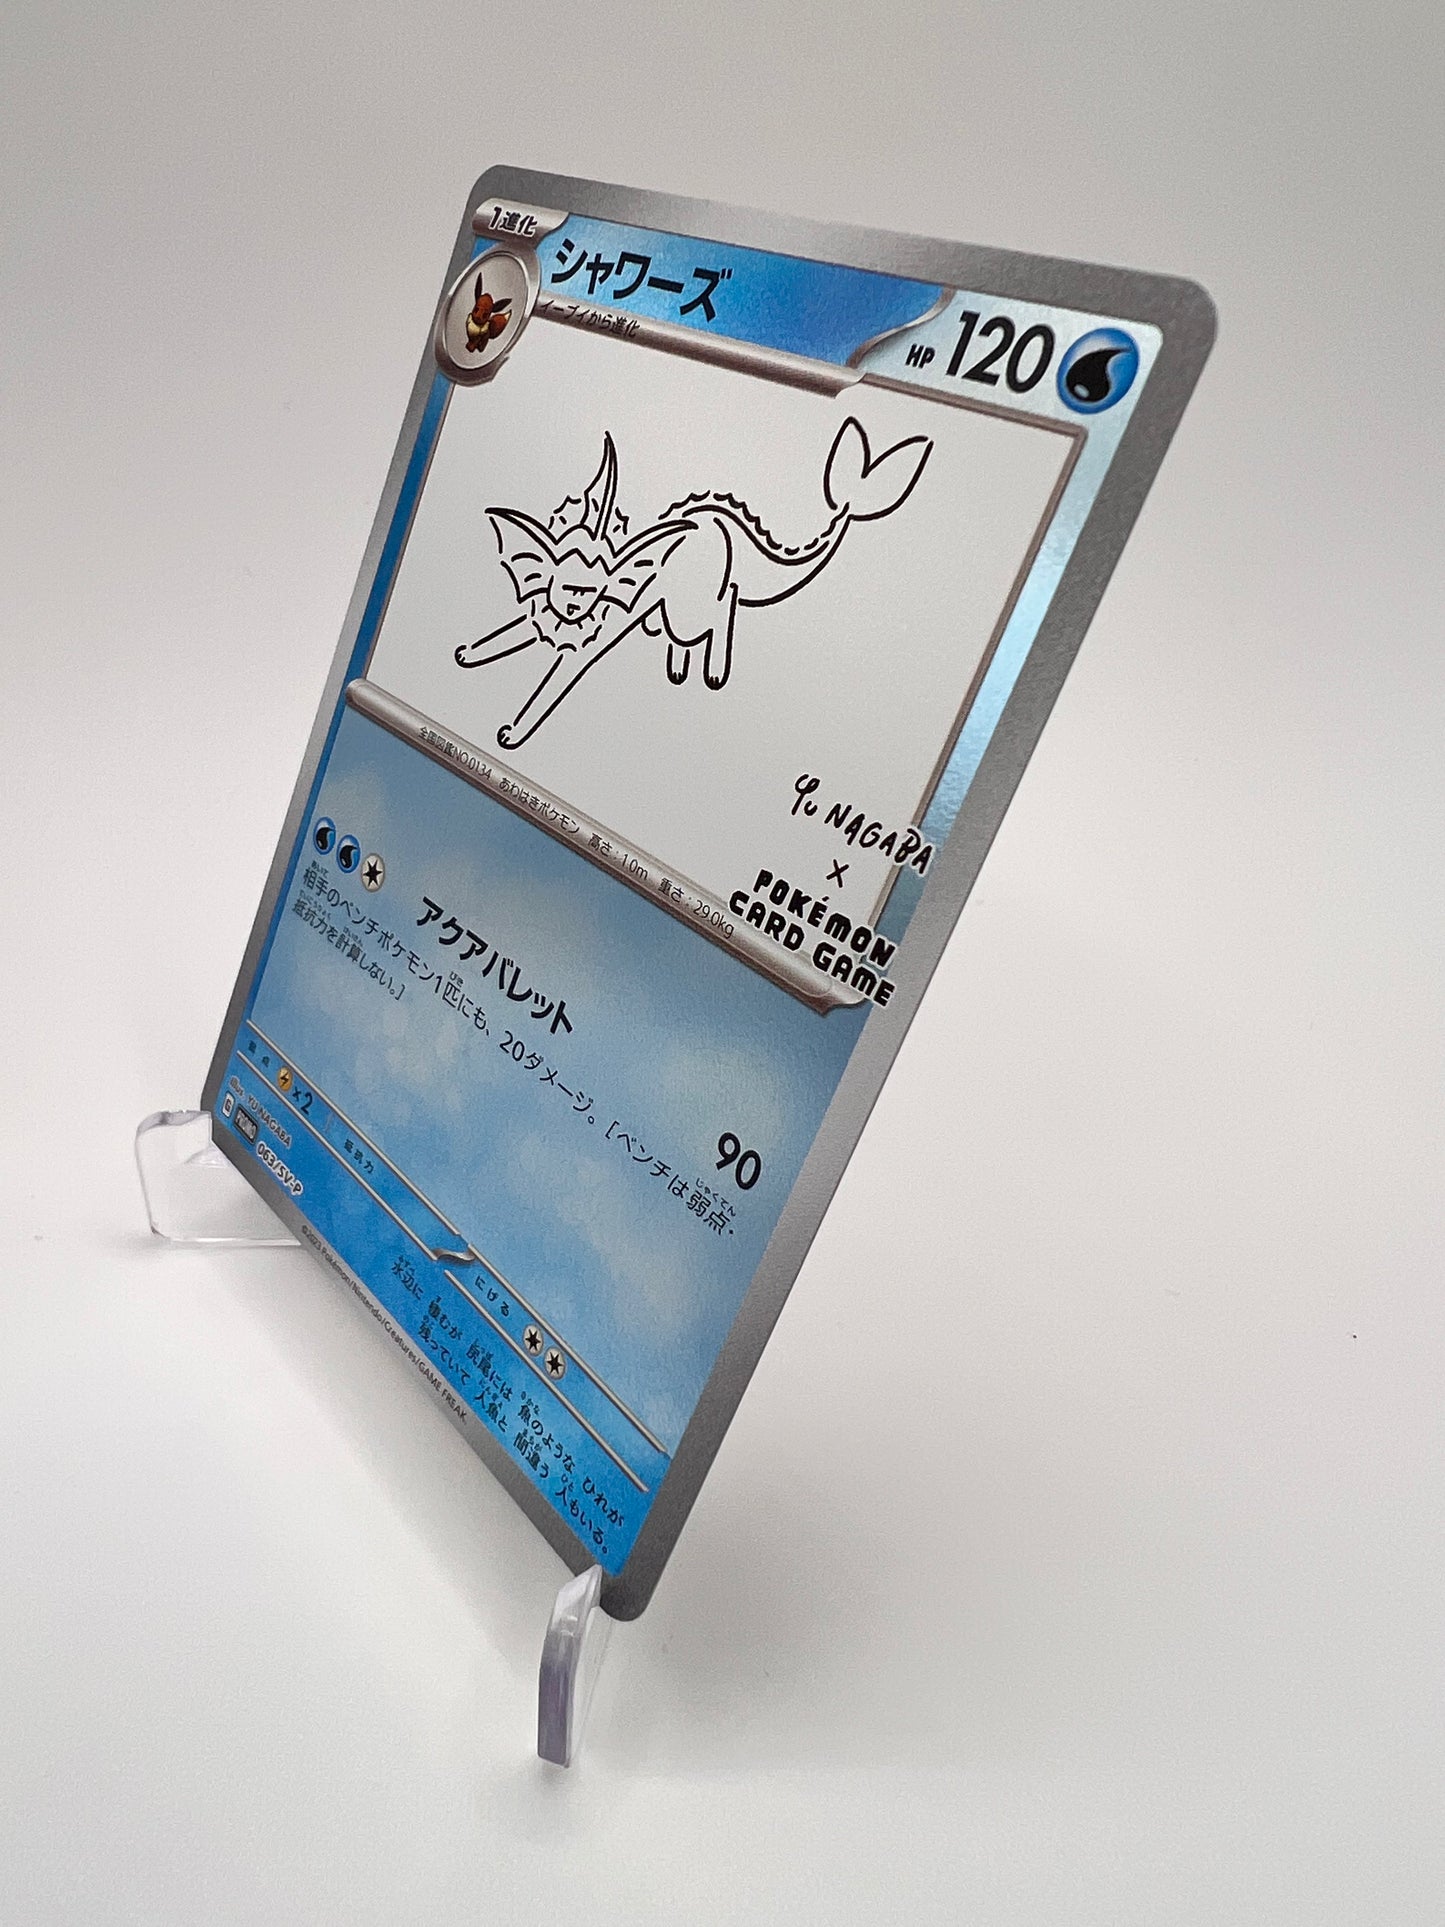 1進化
シャワーズ
HP 120
イーブイから進化
Yu NAGABA
×
POKÉMON
CARD GAME
全国図鑑NO.0134 あわはきポケモン 高さ:1.0m 重さ:29.0kg
アクアバレット 90
相手のベンチポケモン1匹にも、20ダメージ。[ベンチは弱点・
抵抗力を計算しない。]
弱点 ×2 抵抗力 にげる
Illus. YU NAGABA
G PROMO 063/SV-P
水辺に 棲むが 尻尾には 魚のような ひれが
残っていて 人魚と 間違う 人もいる。
©2023 Pokémon/Nintendo/Creatures/GAME FREAK.